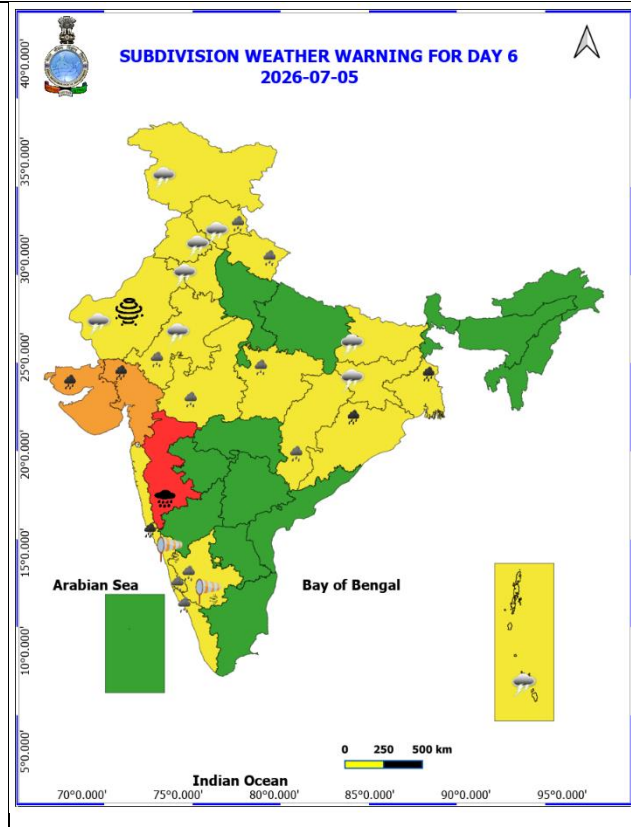 SUBDIVISION WEATHER WARNING FOR DAY 6
2026-07-05
40°0.000'
35°0.000'
30°0.000'
25°0.000'
20°0.000'
15°0.000'
10°0.000'
5°0.000'
Arabian Sea
Bay of Bengal
0 250 500 km
Indian Ocean
70°0.000' 75°0.000' 80°0.000' 85°0.000' 90°0.000' 95°0.000'